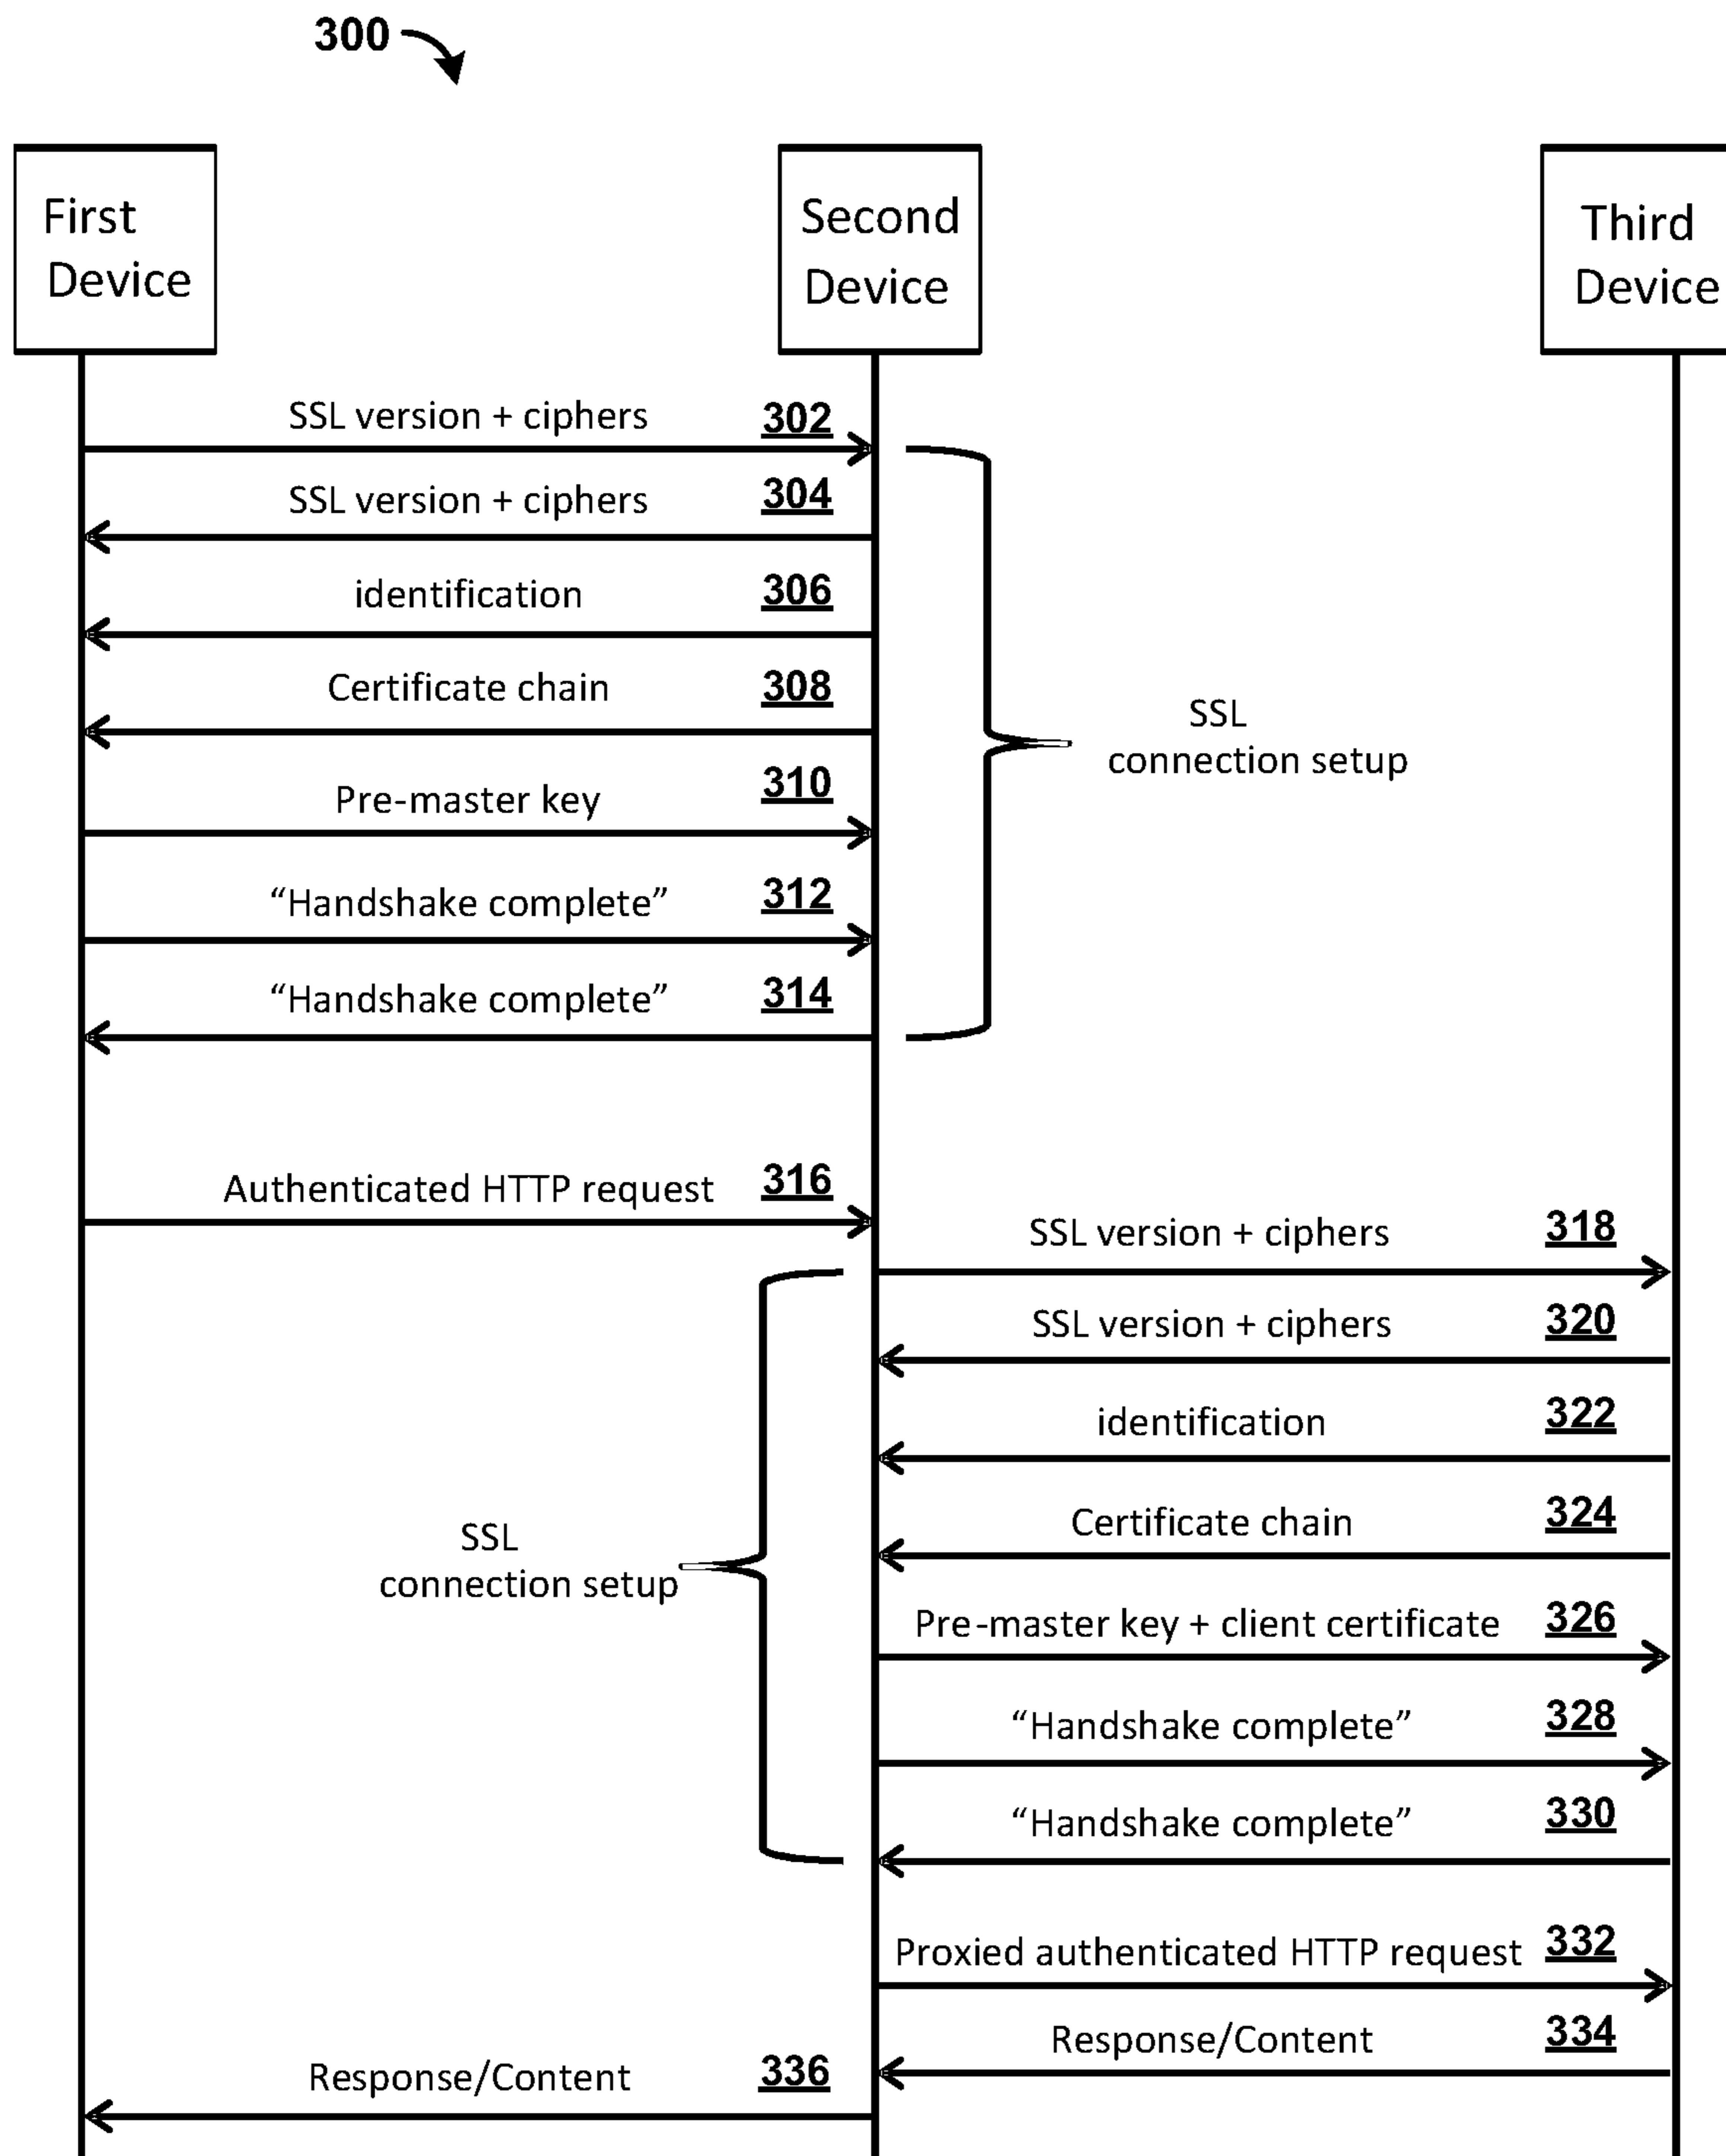 300
First
Device
Second
Device
Third
Device
SSL version + ciphers 302
SSL version + ciphers 304
identification 306
Certificate chain 308
SSL
connection setup
Pre-master key 310
“Handshake complete” 312
“Handshake complete” 314
Authenticated HTTP request 316
SSL version + ciphers 318
SSL version + ciphers 320
identification 322
Certificate chain 324
SSL
connection setup
Pre-master key + client certificate 326
“Handshake complete” 328
“Handshake complete” 330
Proxied authenticated HTTP request 332
Response/Content 334
Response/Content 336